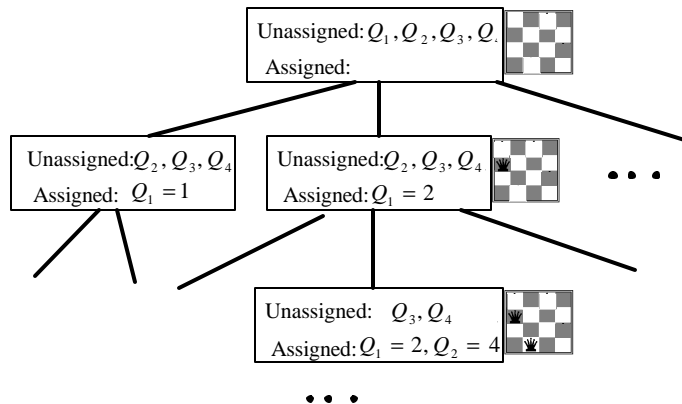 Unassigned: Q₁, Q₂, Q₃, Q
Assigned:
Unassigned: Q₂, Q₃, Q₄
Assigned: Q₁ = 1
Unassigned: Q₂, Q₃, Q₄
Assigned: Q₁ = 2
Unassigned: Q₃, Q₄
Assigned: Q₁ = 2, Q₂ = 4